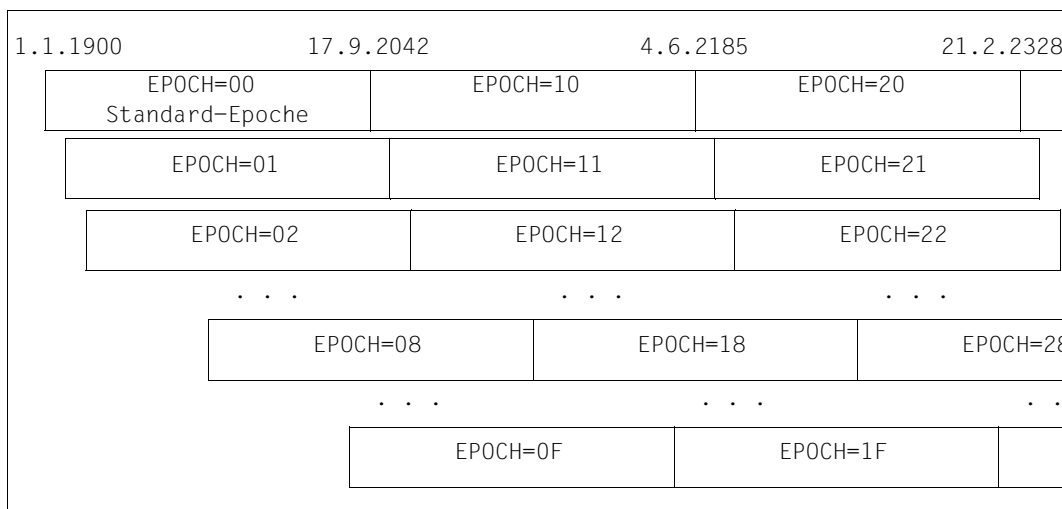 1.1.1900 17.9.2042 4.6.2185 21.2.2328
EPOCH=00 EPOCH=10 EPOCH=20
Standard-Epoche
EPOCH=01 EPOCH=11 EPOCH=21
EPOCH=02 EPOCH=12 EPOCH=22
. . . . . . . . .
EPOCH=08 EPOCH=18 EPOCH=28
. . . . . . . .
EPOCH=0F EPOCH=1F